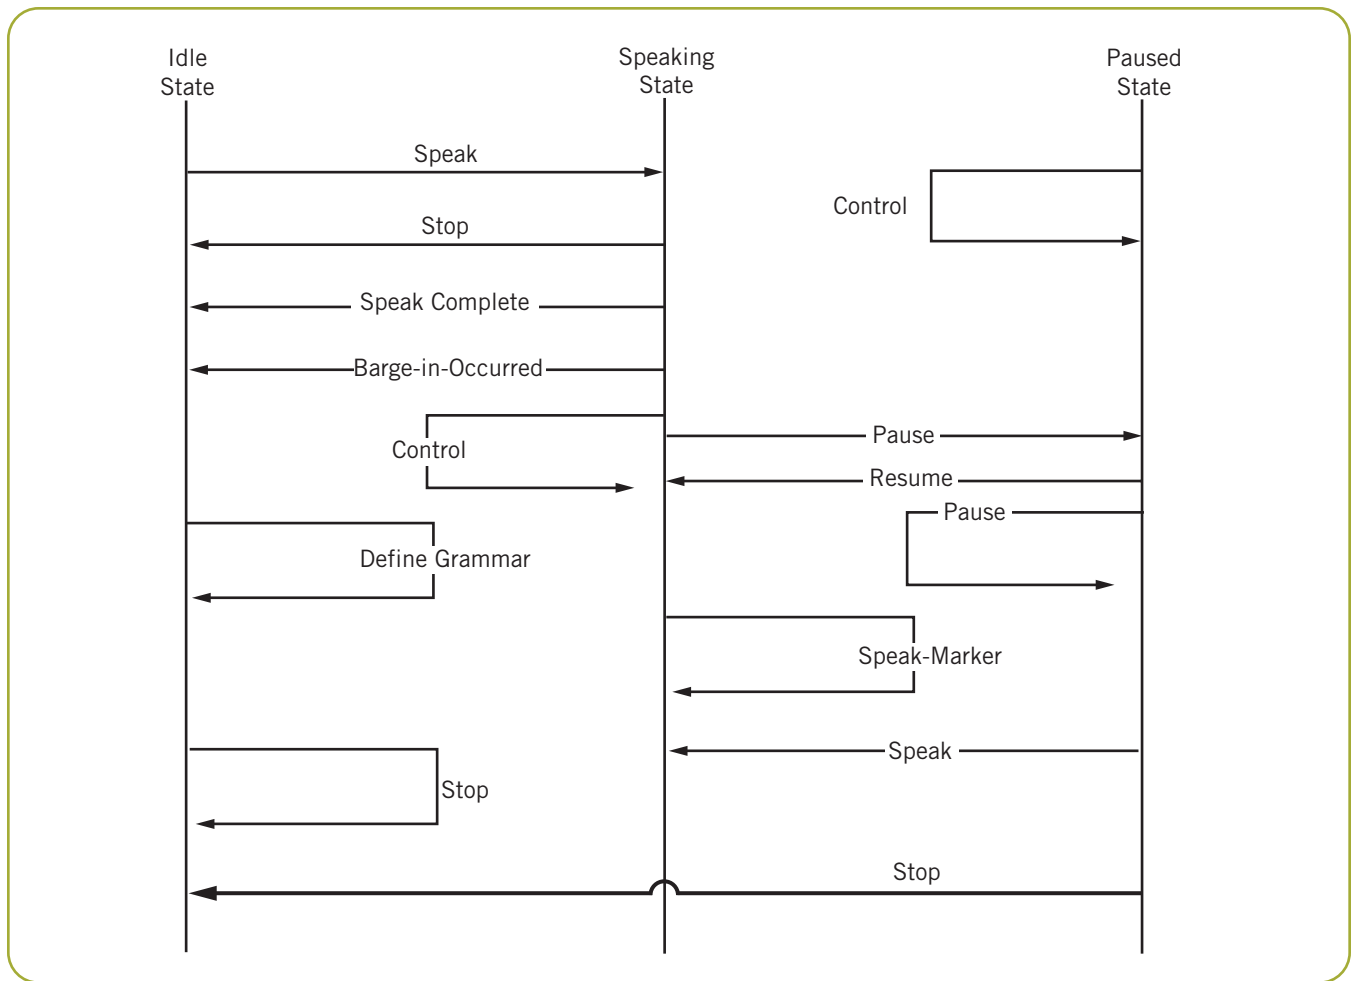 Idle
State
Speaking
State
Paused
State
Speak
Control
Stop
Speak Complete
Barge-in-Occurred
Pause
Control
Resume
Pause
Define Grammar
Speak-Marker
Speak
Stop
Stop